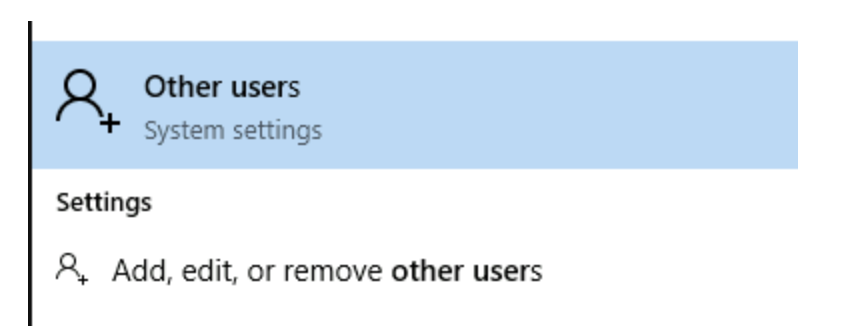 Other users
System settings
Settings
Add, edit, or remove other users